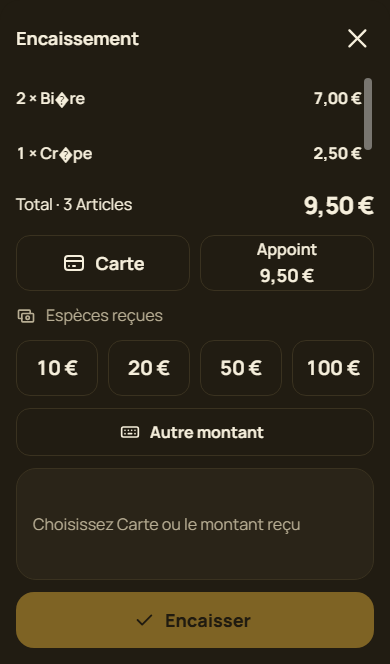 Encaissement
2 × Bi�re 7,00 €
1 × Cr�pe 2,50 €
Total · 3 Articles 9,50 €
Carte
Appoint
9,50 €
Espèces reçues
10 € 20 € 50 € 100 €
Autre montant
Choisissez Carte ou le montant reçu
Encaisser